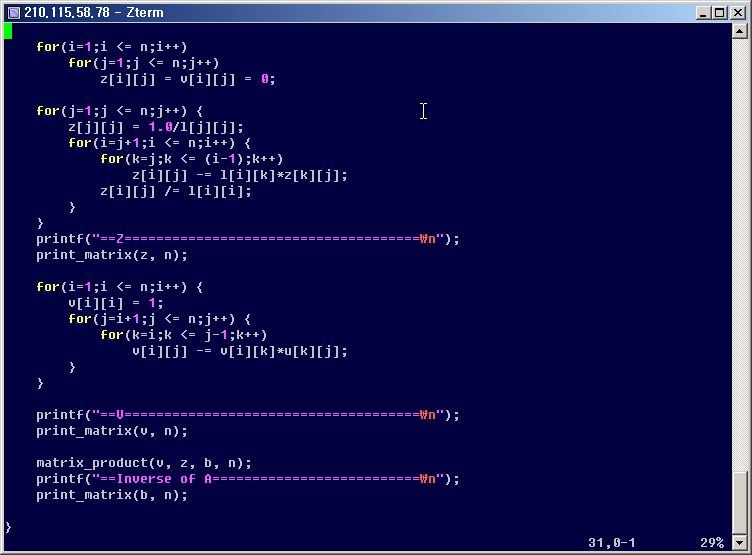 210.115.58.78 - Zterm
for(i=1;i <= n;i++)
for(j=1;j <= n;j++)
z[i][j] = v[i][j] = 0;
for(j=1;j <= n;j++) {
z[j][j] = 1.0/l[j][j];
for(i=j+1;i <= n;i++) {
for(k=j;k <= (i-1);k++)
z[i][j] -= l[i][k]*z[k][j];
z[i][j] /= l[i][i];
}
}
printf("==Z=====================================₩n");
print_matrix(z, n);
for(i=1;i <= n;i++) {
v[i][i] = 1;
for(j=i+1;j <= n;j++) {
for(k=i;k <= j-1;k++)
v[i][j] -= v[i][k]*u[k][j];
}
}
printf("==V=====================================₩n");
print_matrix(v, n);
matrix_product(v, z, b, n);
printf("==Inverse of A==========================₩n");
print_matrix(b, n);
}
31,0-1 29%